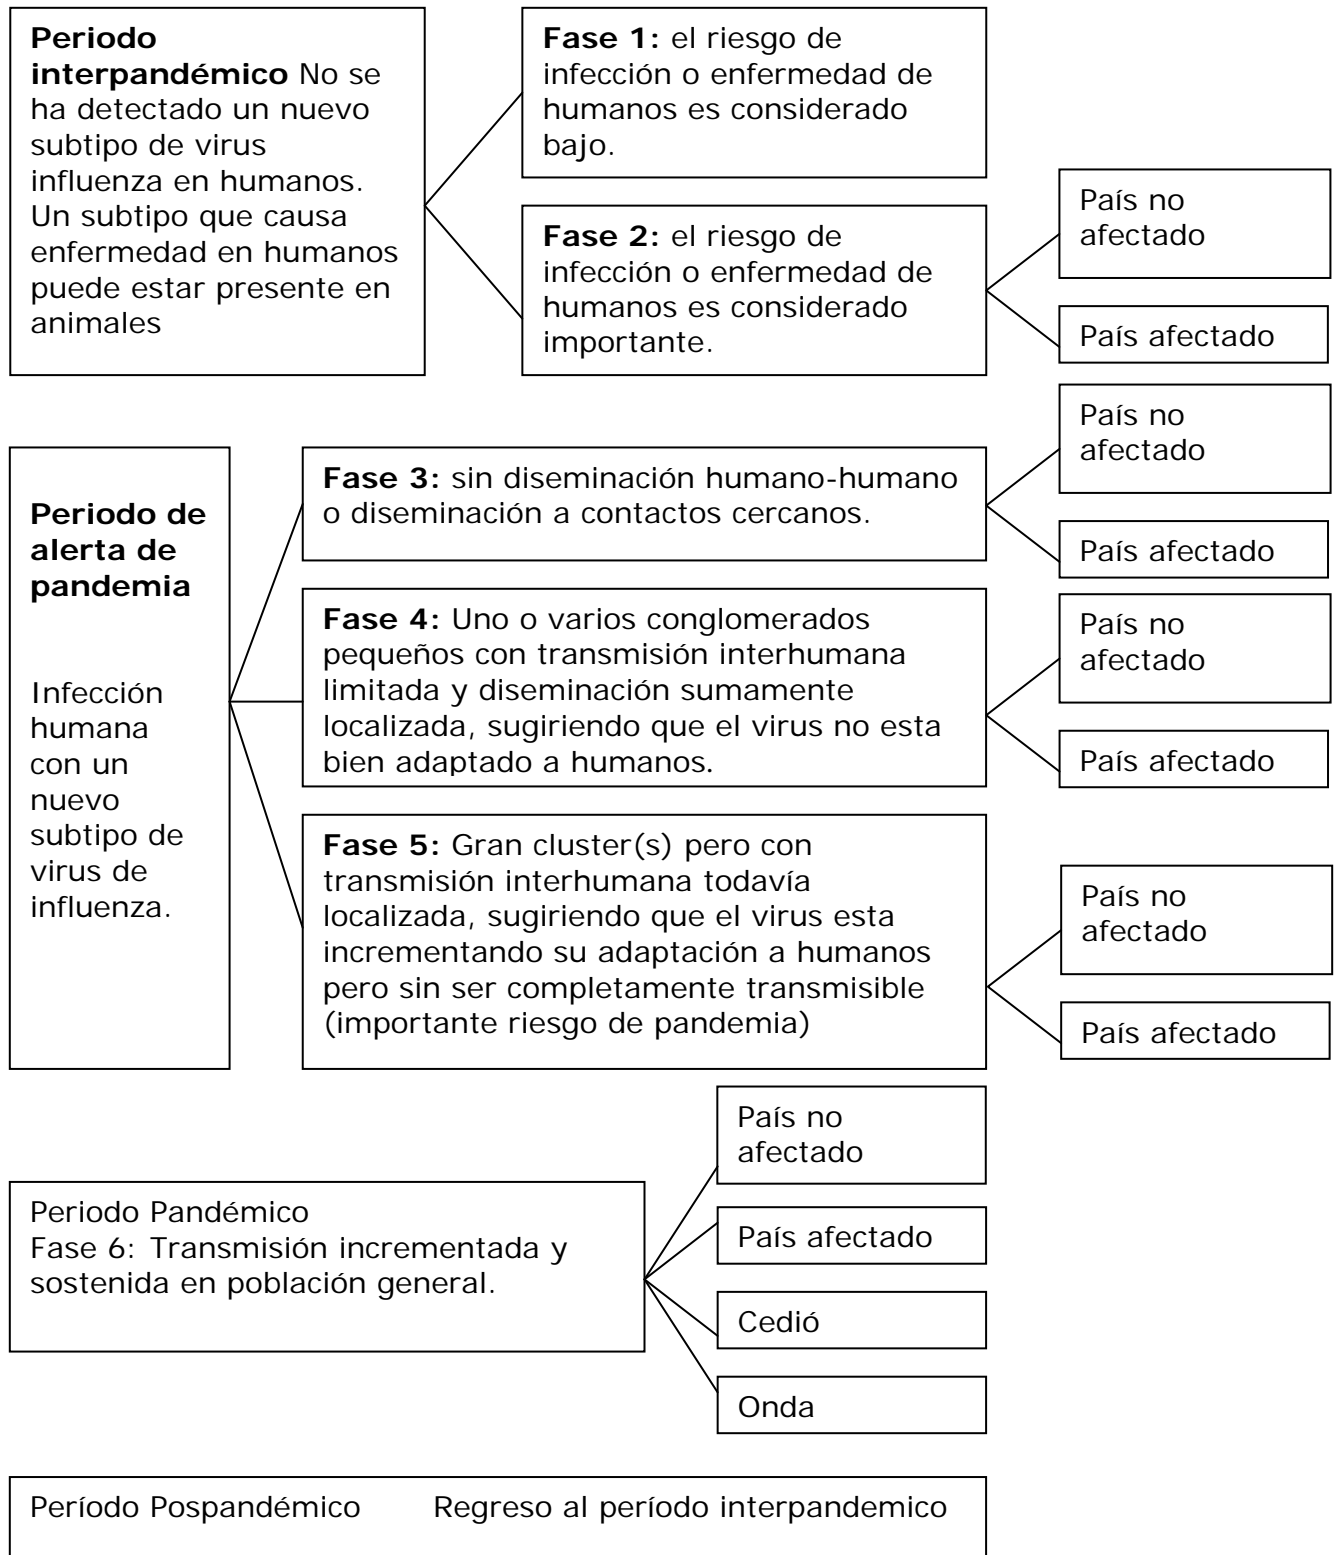 Periodo
interpandémico No se
ha detectado un nuevo
subtipo de virus
influenza en humanos.
Un subtipo que causa
enfermedad en humanos
puede estar presente en
animales
Fase 1: el riesgo de
infección o enfermedad de
humanos es considerado
bajo.
Fase 2: el riesgo de
infección o enfermedad de
humanos es considerado
importante.
País no
afectado
País afectado
Periodo de
alerta de
pandemia
Infección
humana
con un
nuevo
subtipo de
virus de
influenza.
Fase 3: sin diseminación humano-humano
o diseminación a contactos cercanos.
País no
afectado
País afectado
Fase 4: Uno o varios conglomerados
pequeños con transmisión interhumana
limitada y diseminación sumamente
localizada, sugiriendo que el virus no esta
bien adaptado a humanos.
País no
afectado
País afectado
Fase 5: Gran cluster(s) pero con
transmisión interhumana todavía
localizada, sugiriendo que el virus esta
incrementando su adaptación a humanos
pero sin ser completamente transmisible
(importante riesgo de pandemia)
País no
afectado
País afectado
Periodo Pandémico
Fase 6: Transmisión incrementada y
sostenida en población general.
País no
afectado
País afectado
Cedió
Onda
Período Pospandémico Regreso al período interpandemico